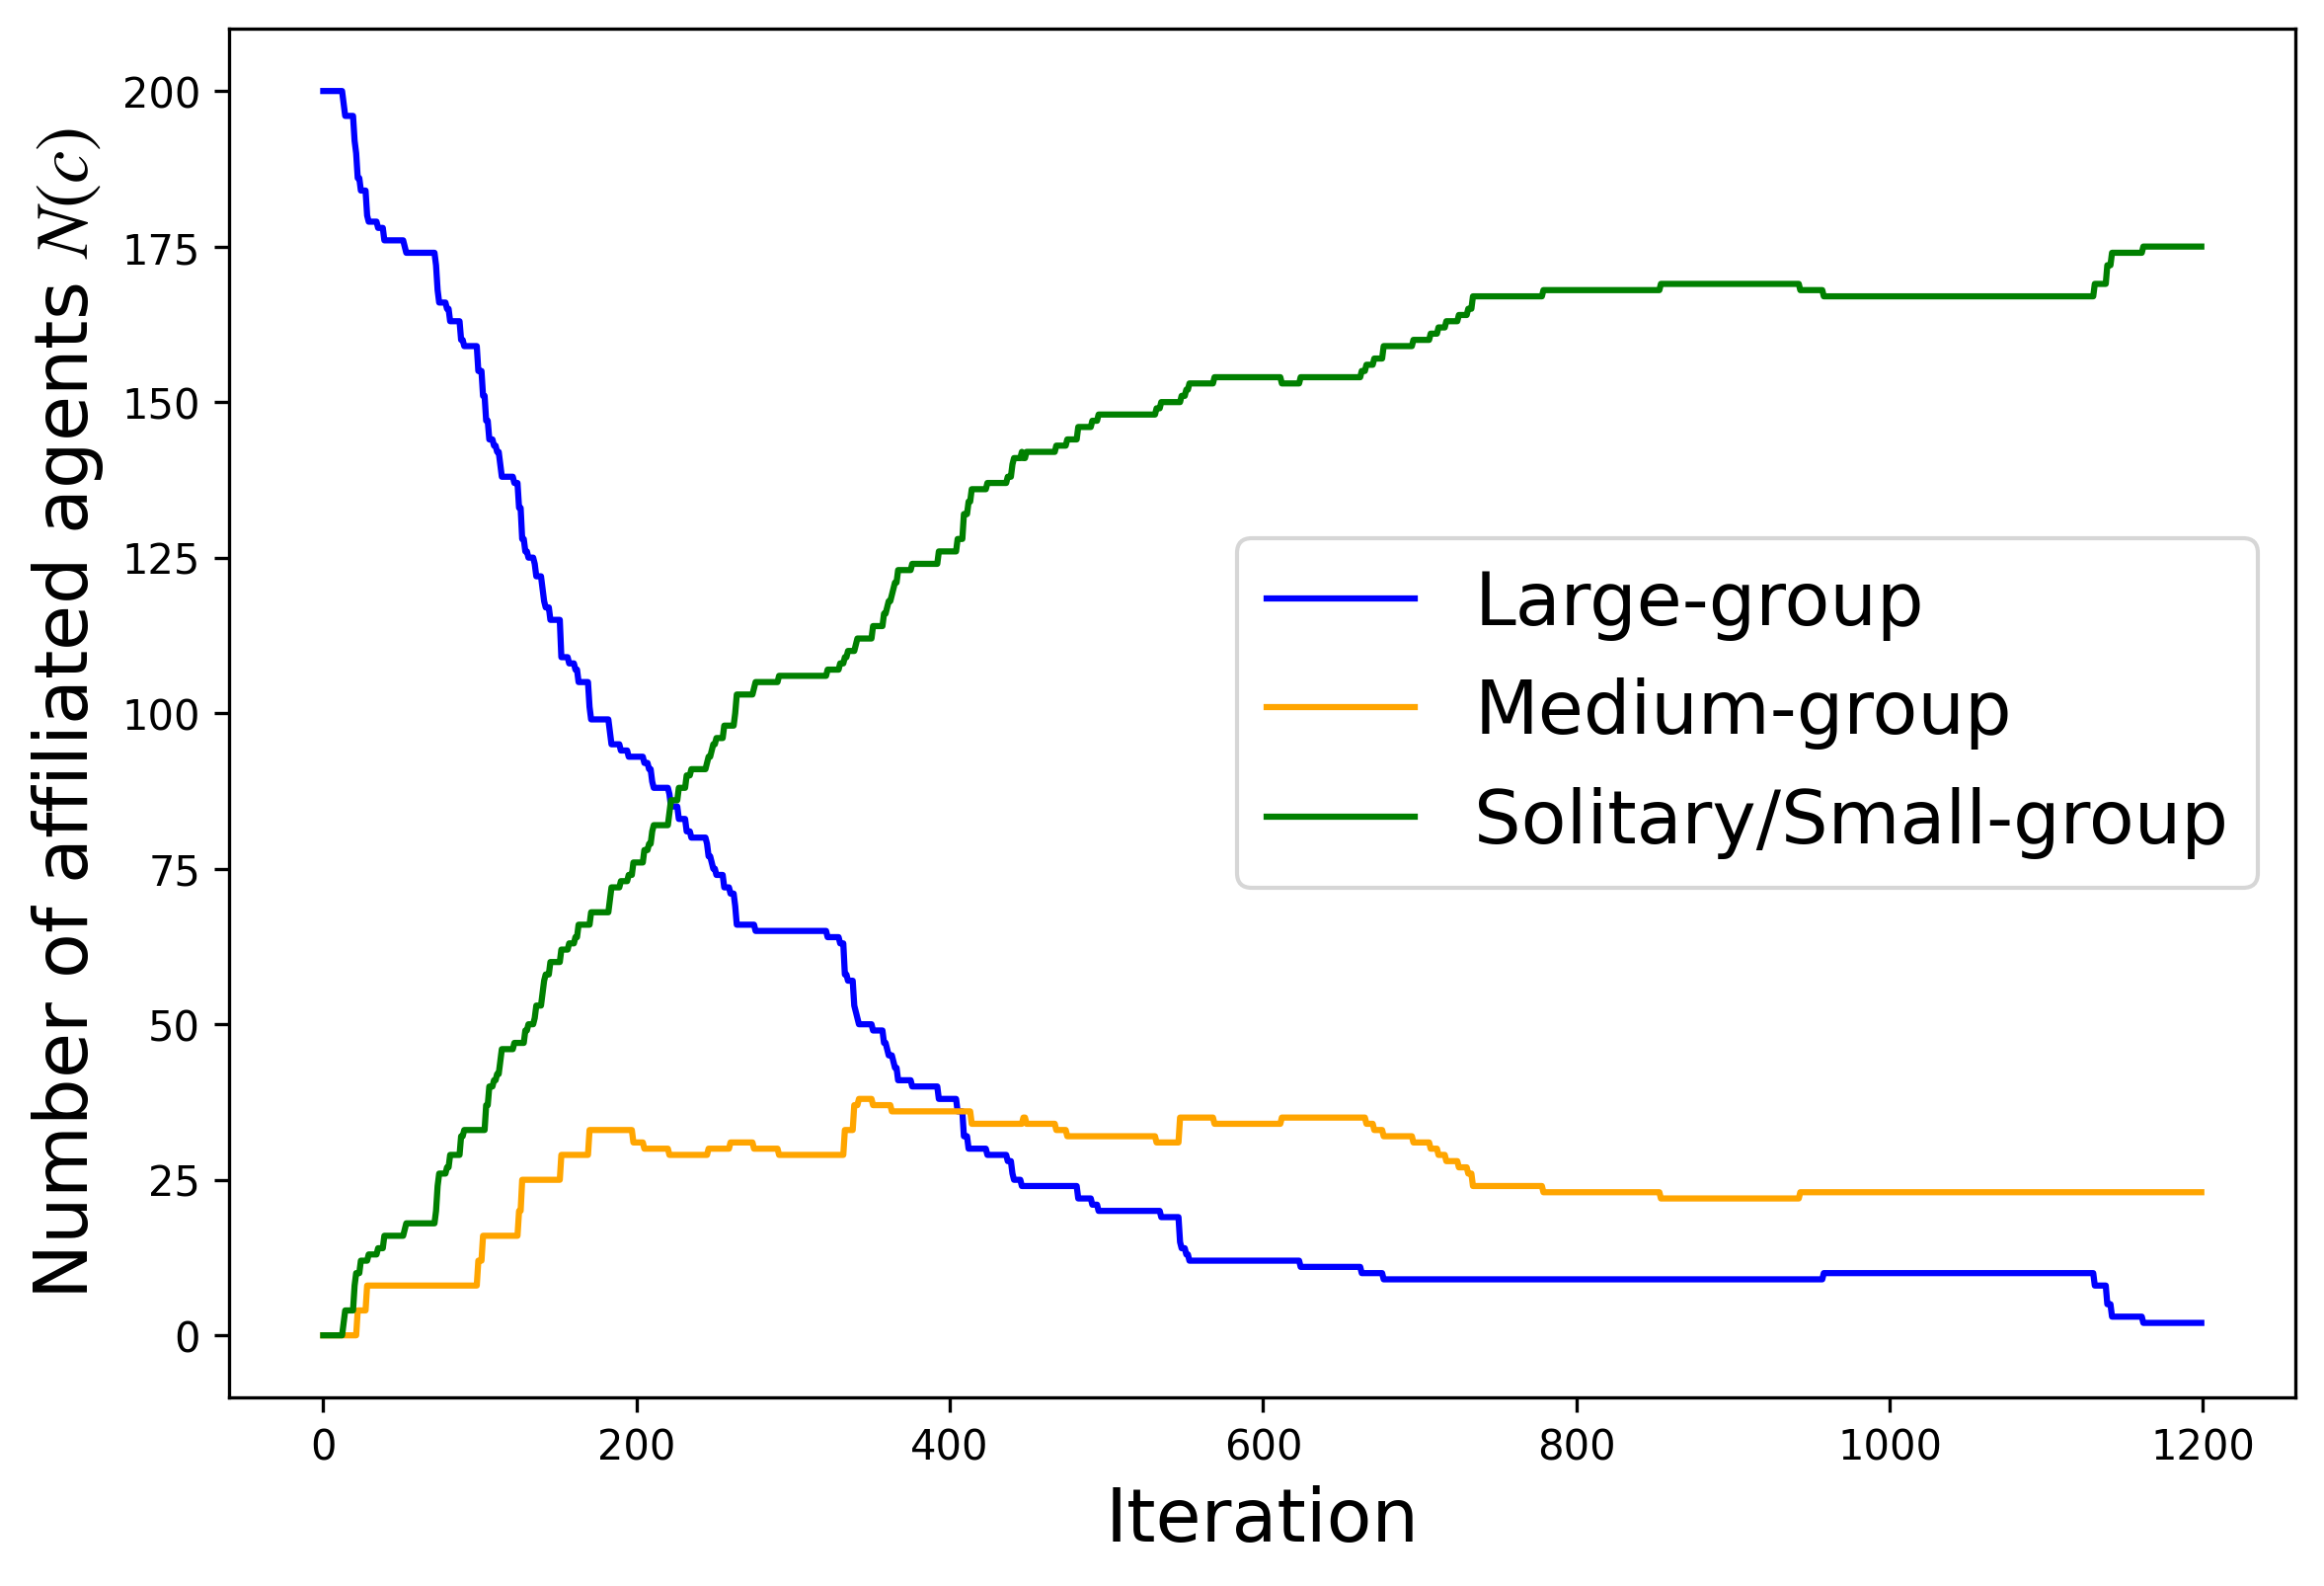 Number of affiliated agents N(c)
200
175
150
125
100
75
50
25
0
Large-group
Medium-group
Solitary/Small-group
0 200 400 600 800 1000 1200
Iteration